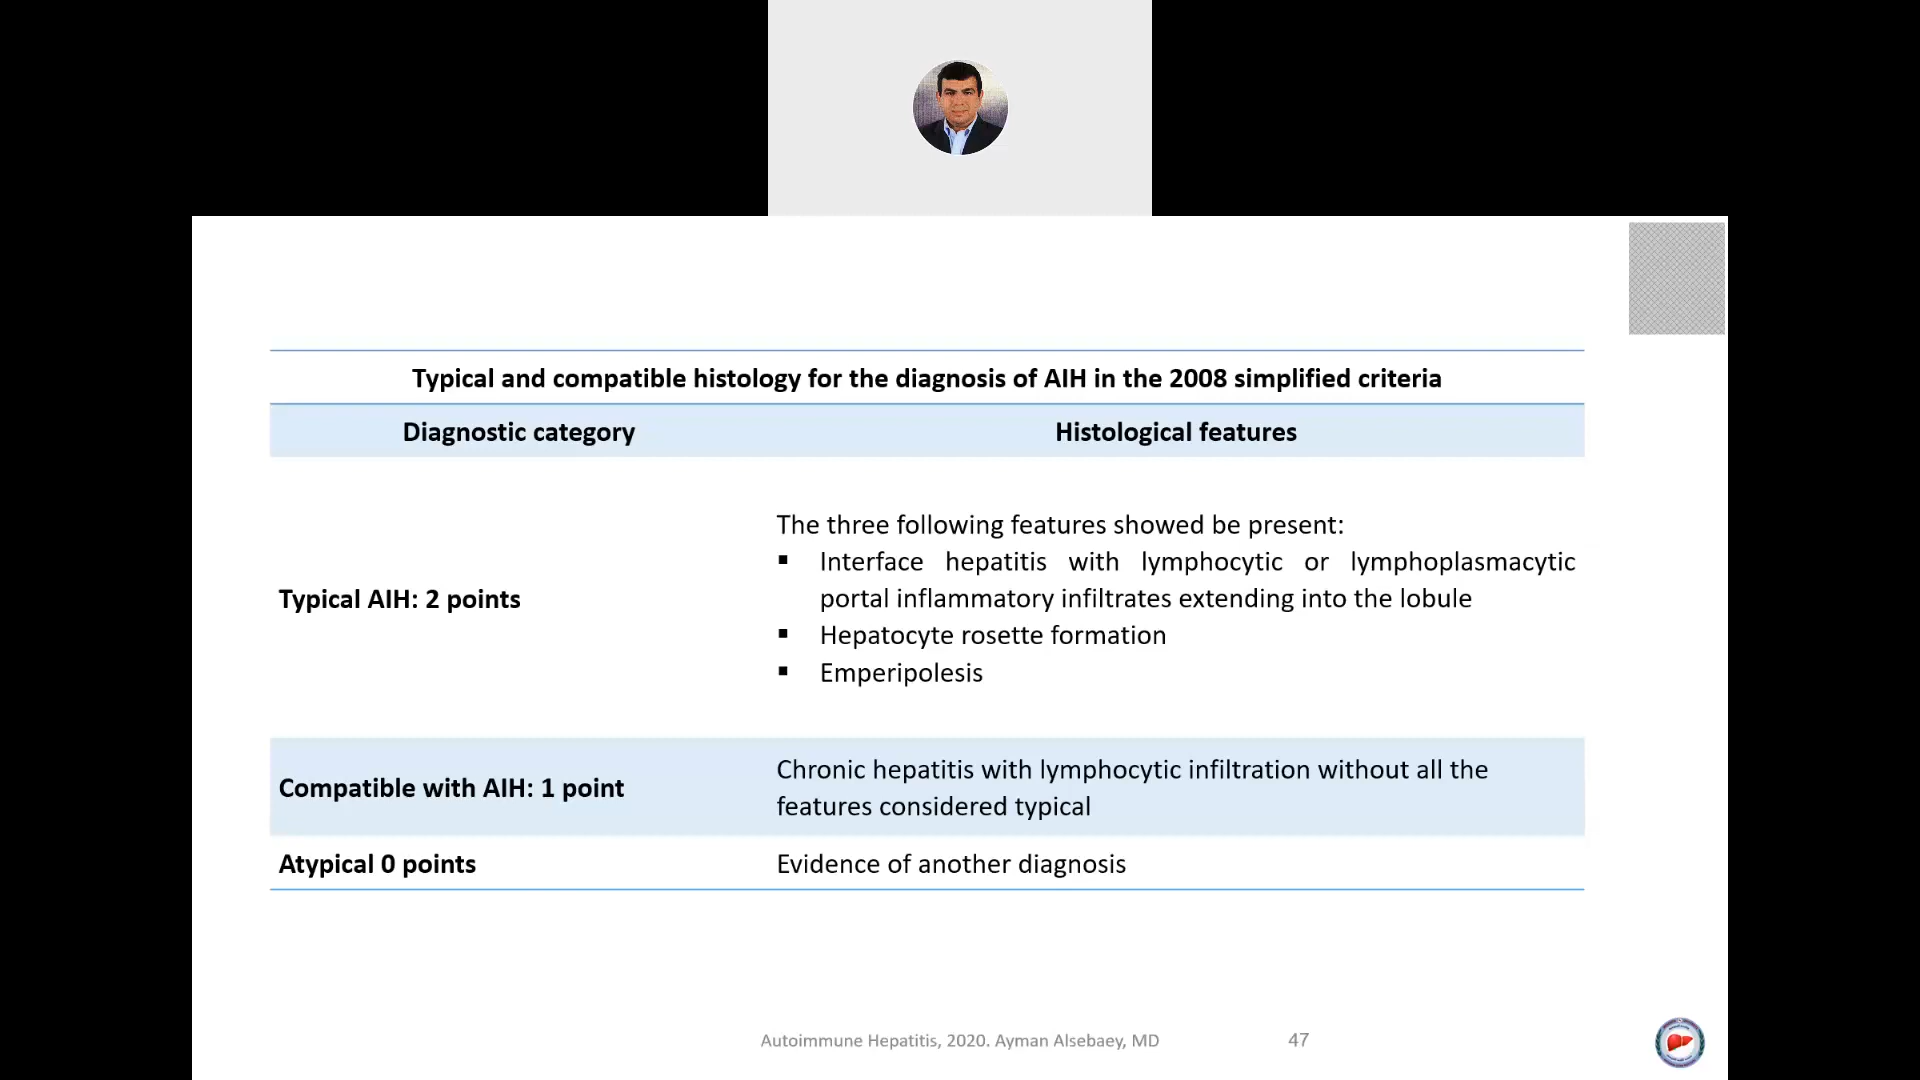 Typical and compatible histology for the diagnosis of AIH in the 2008 simplified criteria
Diagnostic category
Histological features
Typical AIH: 2 points
The three following features showed be present:
▪ Interface hepatitis with lymphocytic or lymphoplasmacytic
portal inflammatory infiltrates extending into the lobule
▪ Hepatocyte rosette formation
▪ Emperipolesis
Compatible with AIH: 1 point
Chronic hepatitis with lymphocytic infiltration without all the
features considered typical
Atypical 0 points
Evidence of another diagnosis
Autoimmune Hepatitis, 2020. Ayman Alsebaey, MD
47